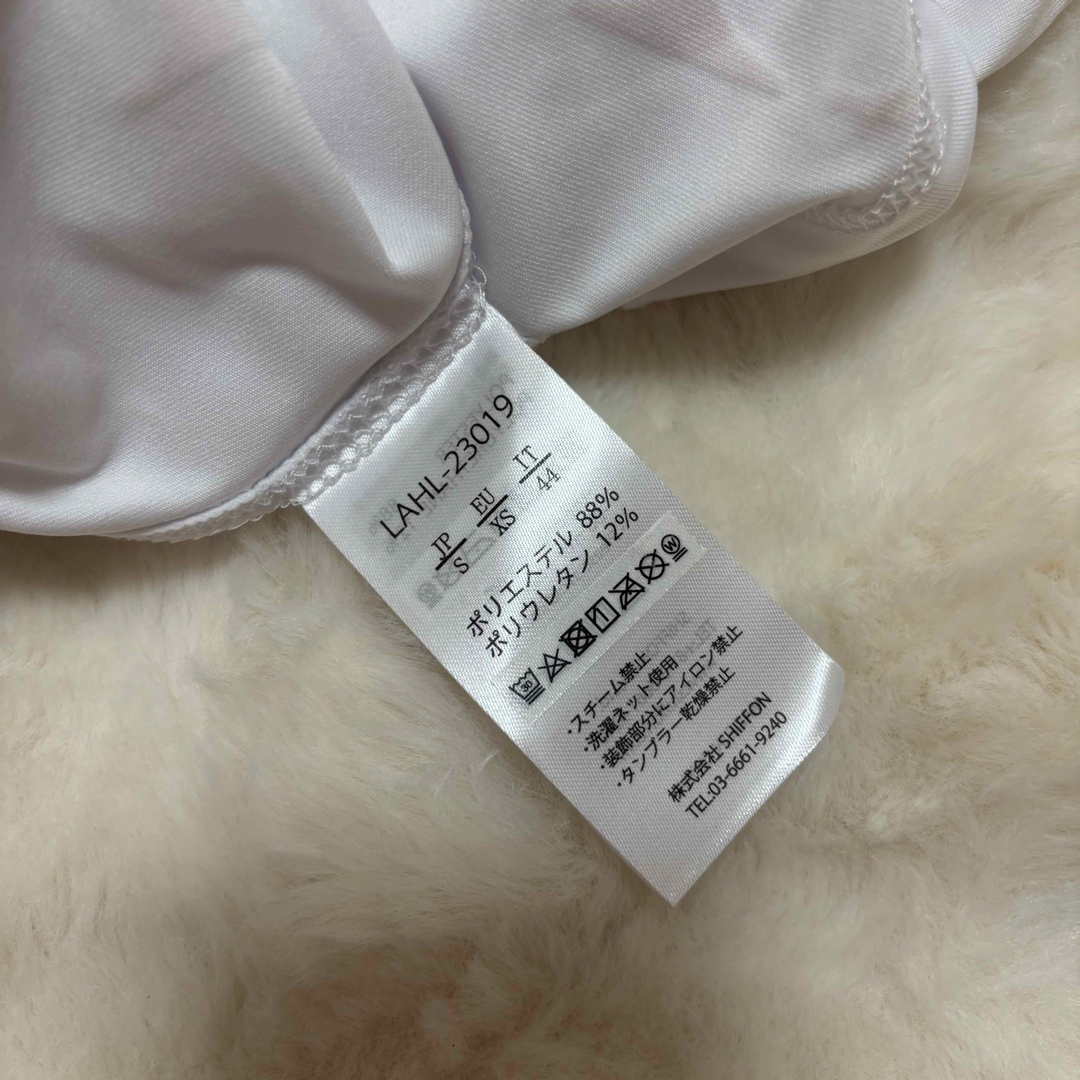 LAHL-23019
JP EU IT
S XS 44
ポリエステル 88%
ポリウレタン 12%
30 W
・スチーム禁止
・洗濯ネット使用
・装飾部分にアイロン禁止
・タンブラー乾燥禁止
株式会社 SHIFFON
TEL:03-6661-9240